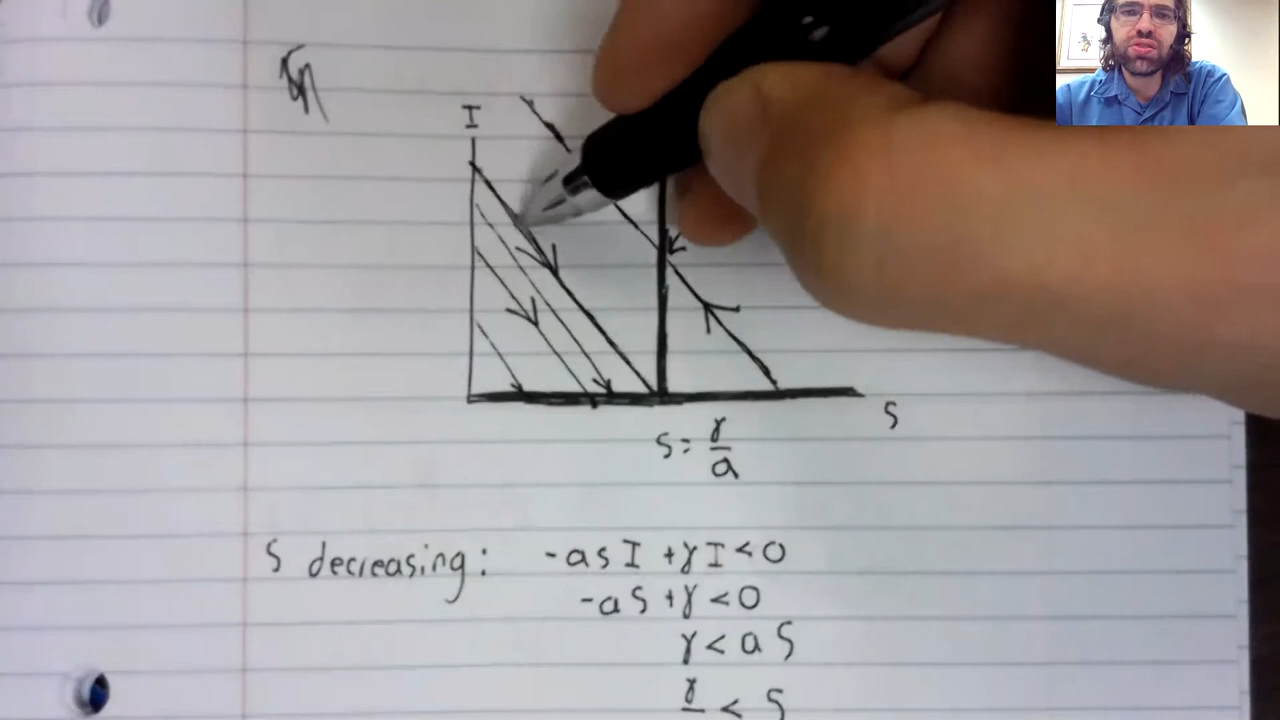 I
S
S = γ/a
S decreasing: -aSI + γI < 0
-aS + γ < 0
γ < aS
γ < S